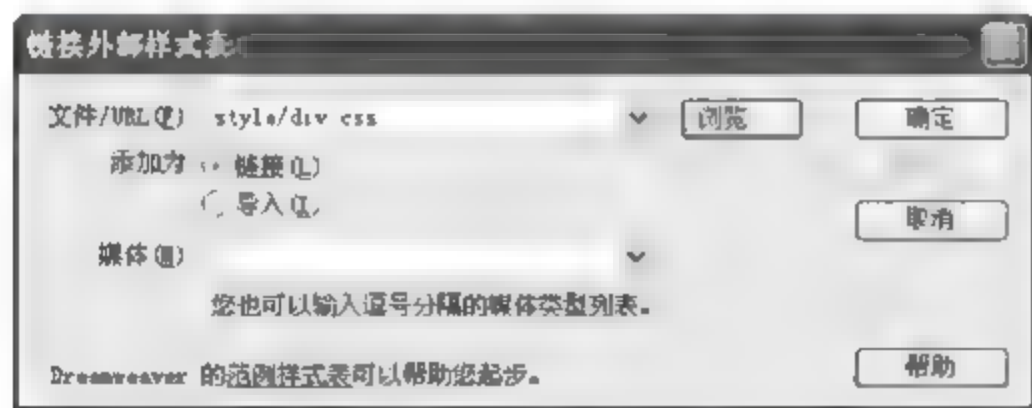 链接外部样式表
文件/URL(F) style/div css 浏览 确定
添加为 链接(L)
导入(I)
取消
媒体(M)
您也可以输入逗号分隔的媒体类型列表。
Dreamweaver 的范例样式表可以帮助您起步。 帮助